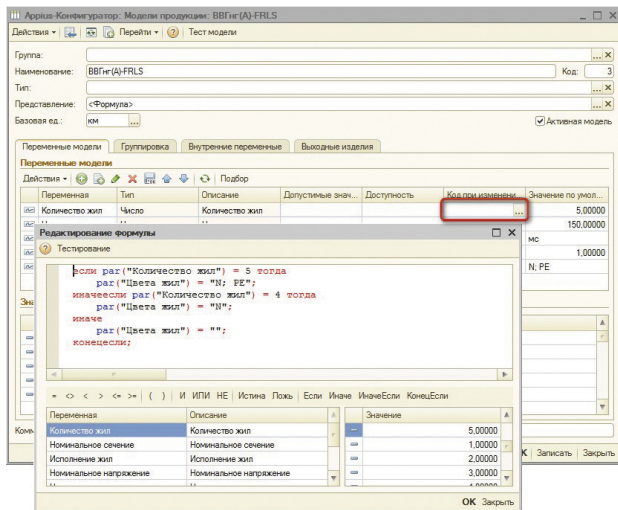 Appius-Конфигуратор: Модели продукции: ВВГнг(A)-FRLS
Действия Перейти Тест модели
Группа:
Наименование: ВВГнг(A)-FRLS Код: 3
Тип:
Представление: <Формула>
Базовая ед.: км Активная модель
Переменные модели Группировка Внутренние переменные Выходные изделия
Переменные модели
Действия Подбор
Переменная Тип Описание Допустимые знач... Доступность Код при изменени... Значение по умол...
Количество жил Число Количество жил ... 5,00000
150,00000
мс
1,00000
N; PE
Редактирование формулы
Тестирование
если par("Количество жил") = 5 тогда
par("Цвета жил") = "N; PE";
иначеесли par("Количество жил") = 4 тогда
par("Цвета жил") = "N";
иначе
par("Цвета жил") = "";
конецесли;
= <> < > <= >= ( ) И ИЛИ НЕ Истина Ложь Если Иначе ИначеЕсли КонецЕсли
Переменная Описание Значение
Количество жил Количество жил 5,00000
Номинальное сечение Номинальное сечение 1,00000
Исполнение жил Исполнение жил 2,00000
Номинальное напряжение Номинальное напряжение 3,00000
4,00000
Комм
К Записать Закрыть
ОК Закрыть